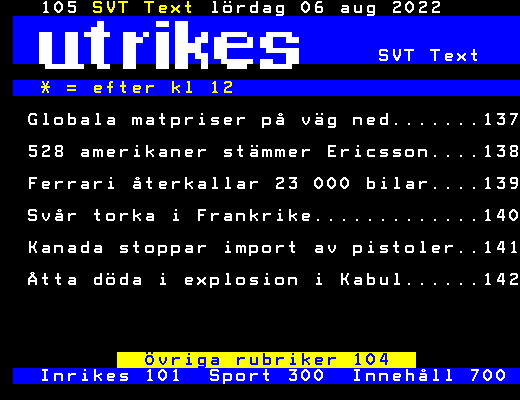 105 SVT Text lördag 06 aug 2022
utrikes
SVT Text
* = efter kl 12
Globala matpriser på väg ned.......137
528 amerikaner stämmer Ericsson....138
Ferrari återkallar 23 000 bilar....139
Svår torka i Frankrike.............140
Kanada stoppar import av pistoler..141
Åtta döda i explosion i Kabul......142
Övriga rubriker 104
Inrikes 101 Sport 300 Innehåll 700